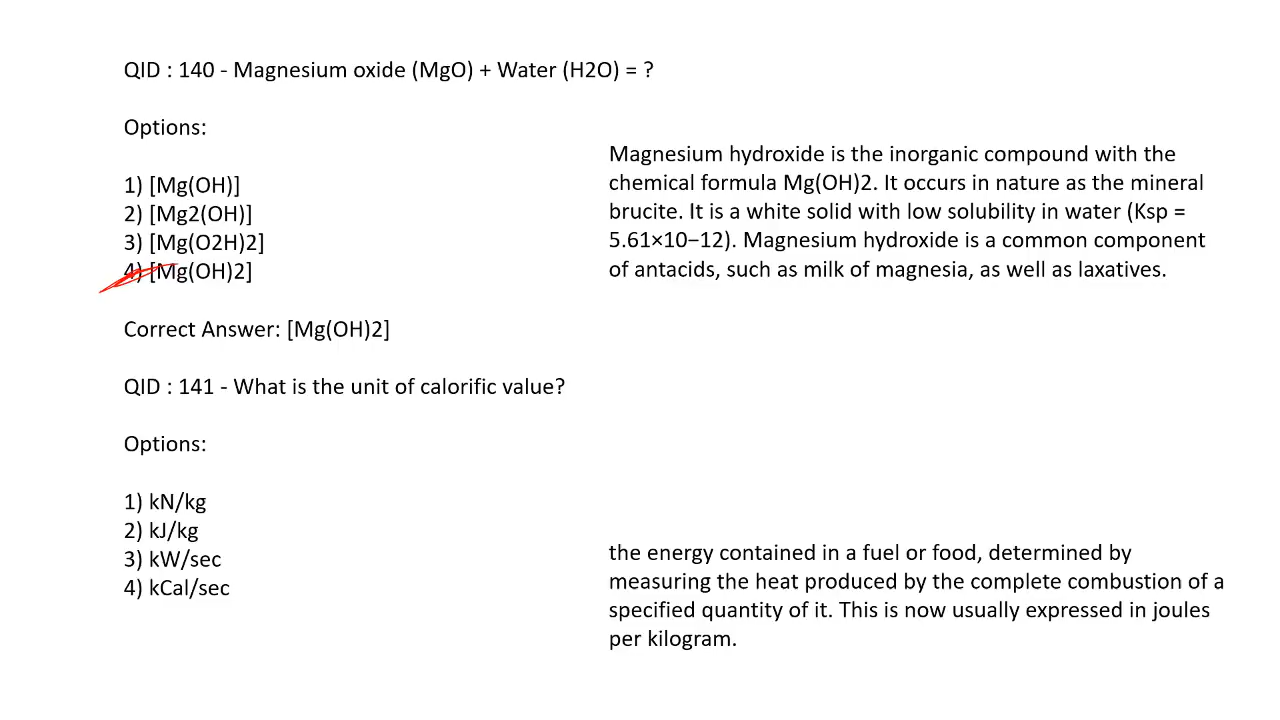 QID : 140 - Magnesium oxide (MgO) + Water (H2O) = ?
Options:
1) [Mg(OH)]
2) [Mg2(OH)]
3) [Mg(O2H)2]
4) [Mg(OH)2]
Magnesium hydroxide is the inorganic compound with the
chemical formula Mg(OH)2. It occurs in nature as the mineral
brucite. It is a white solid with low solubility in water (Ksp =
5.61×10−12). Magnesium hydroxide is a common component
of antacids, such as milk of magnesia, as well as laxatives.
Correct Answer: [Mg(OH)2]
QID : 141 - What is the unit of calorific value?
Options:
1) kN/kg
2) kJ/kg
3) kW/sec
4) kCal/sec
the energy contained in a fuel or food, determined by
measuring the heat produced by the complete combustion of a
specified quantity of it. This is now usually expressed in joules
per kilogram.